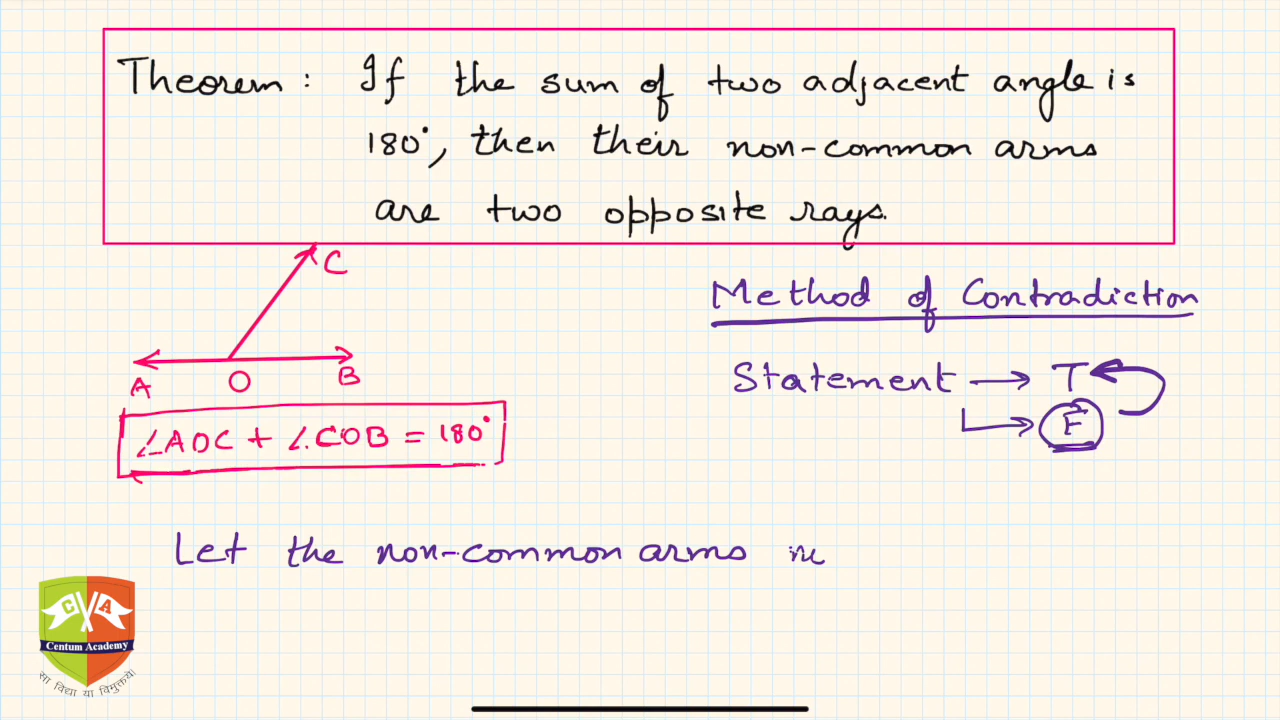 Theorem : If the sum of two adjacent angle is
180°, then their non-common arms
are two opposite rays.
C
A O B
∠AOC + ∠COB = 180°
Method of Contradiction
Statement → T
→ F
Let the non-common arms
C A
Centum Academy
सा विद्या या विमुक्तये।